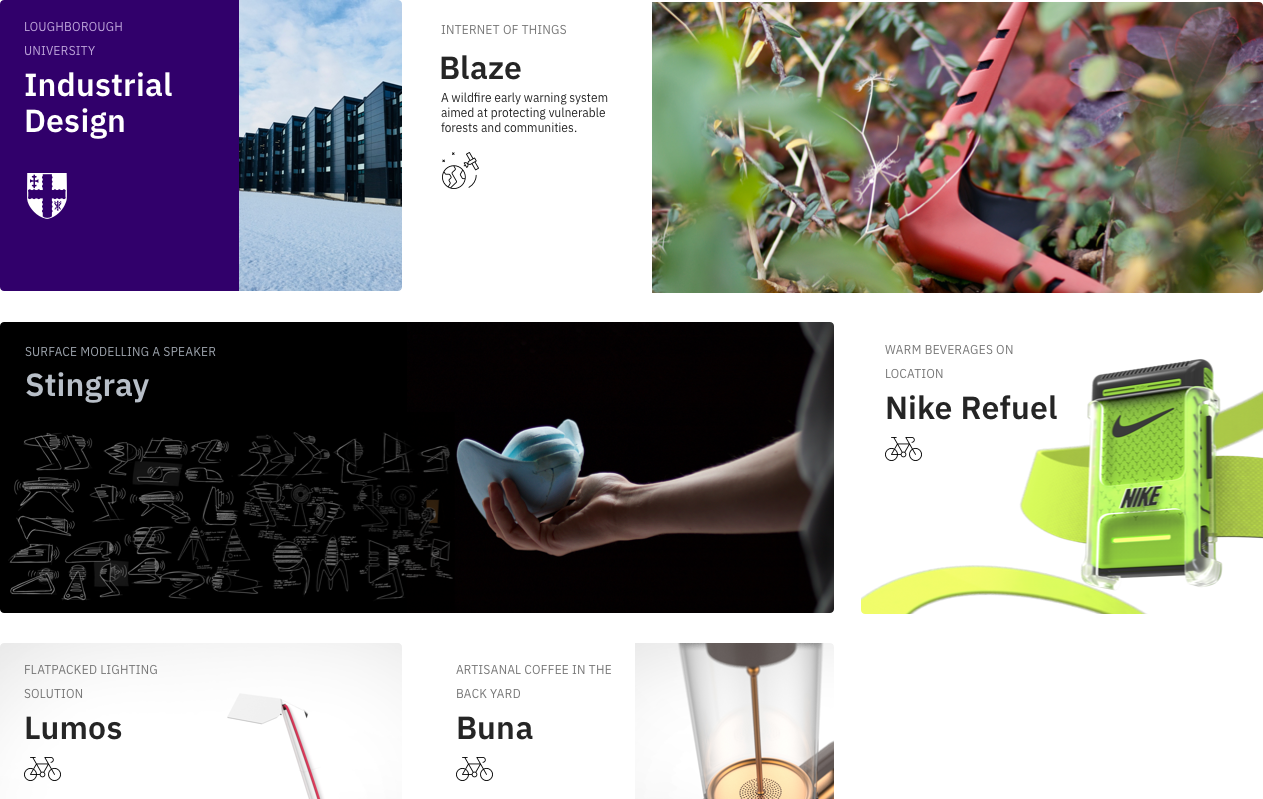 LOUGHBOROUGH
UNIVERSITY
Industrial
Design
INTERNET OF THINGS
Blaze
A wildfire early warning system
aimed at protecting vulnerable
forests and communities.
SURFACE MODELLING A SPEAKER
Stingray
WARM BEVERAGES ON
LOCATION
Nike Refuel
NIKE
FLATPACKED LIGHTING
SOLUTION
Lumos
ARTISANAL COFFEE IN THE
BACK YARD
Buna